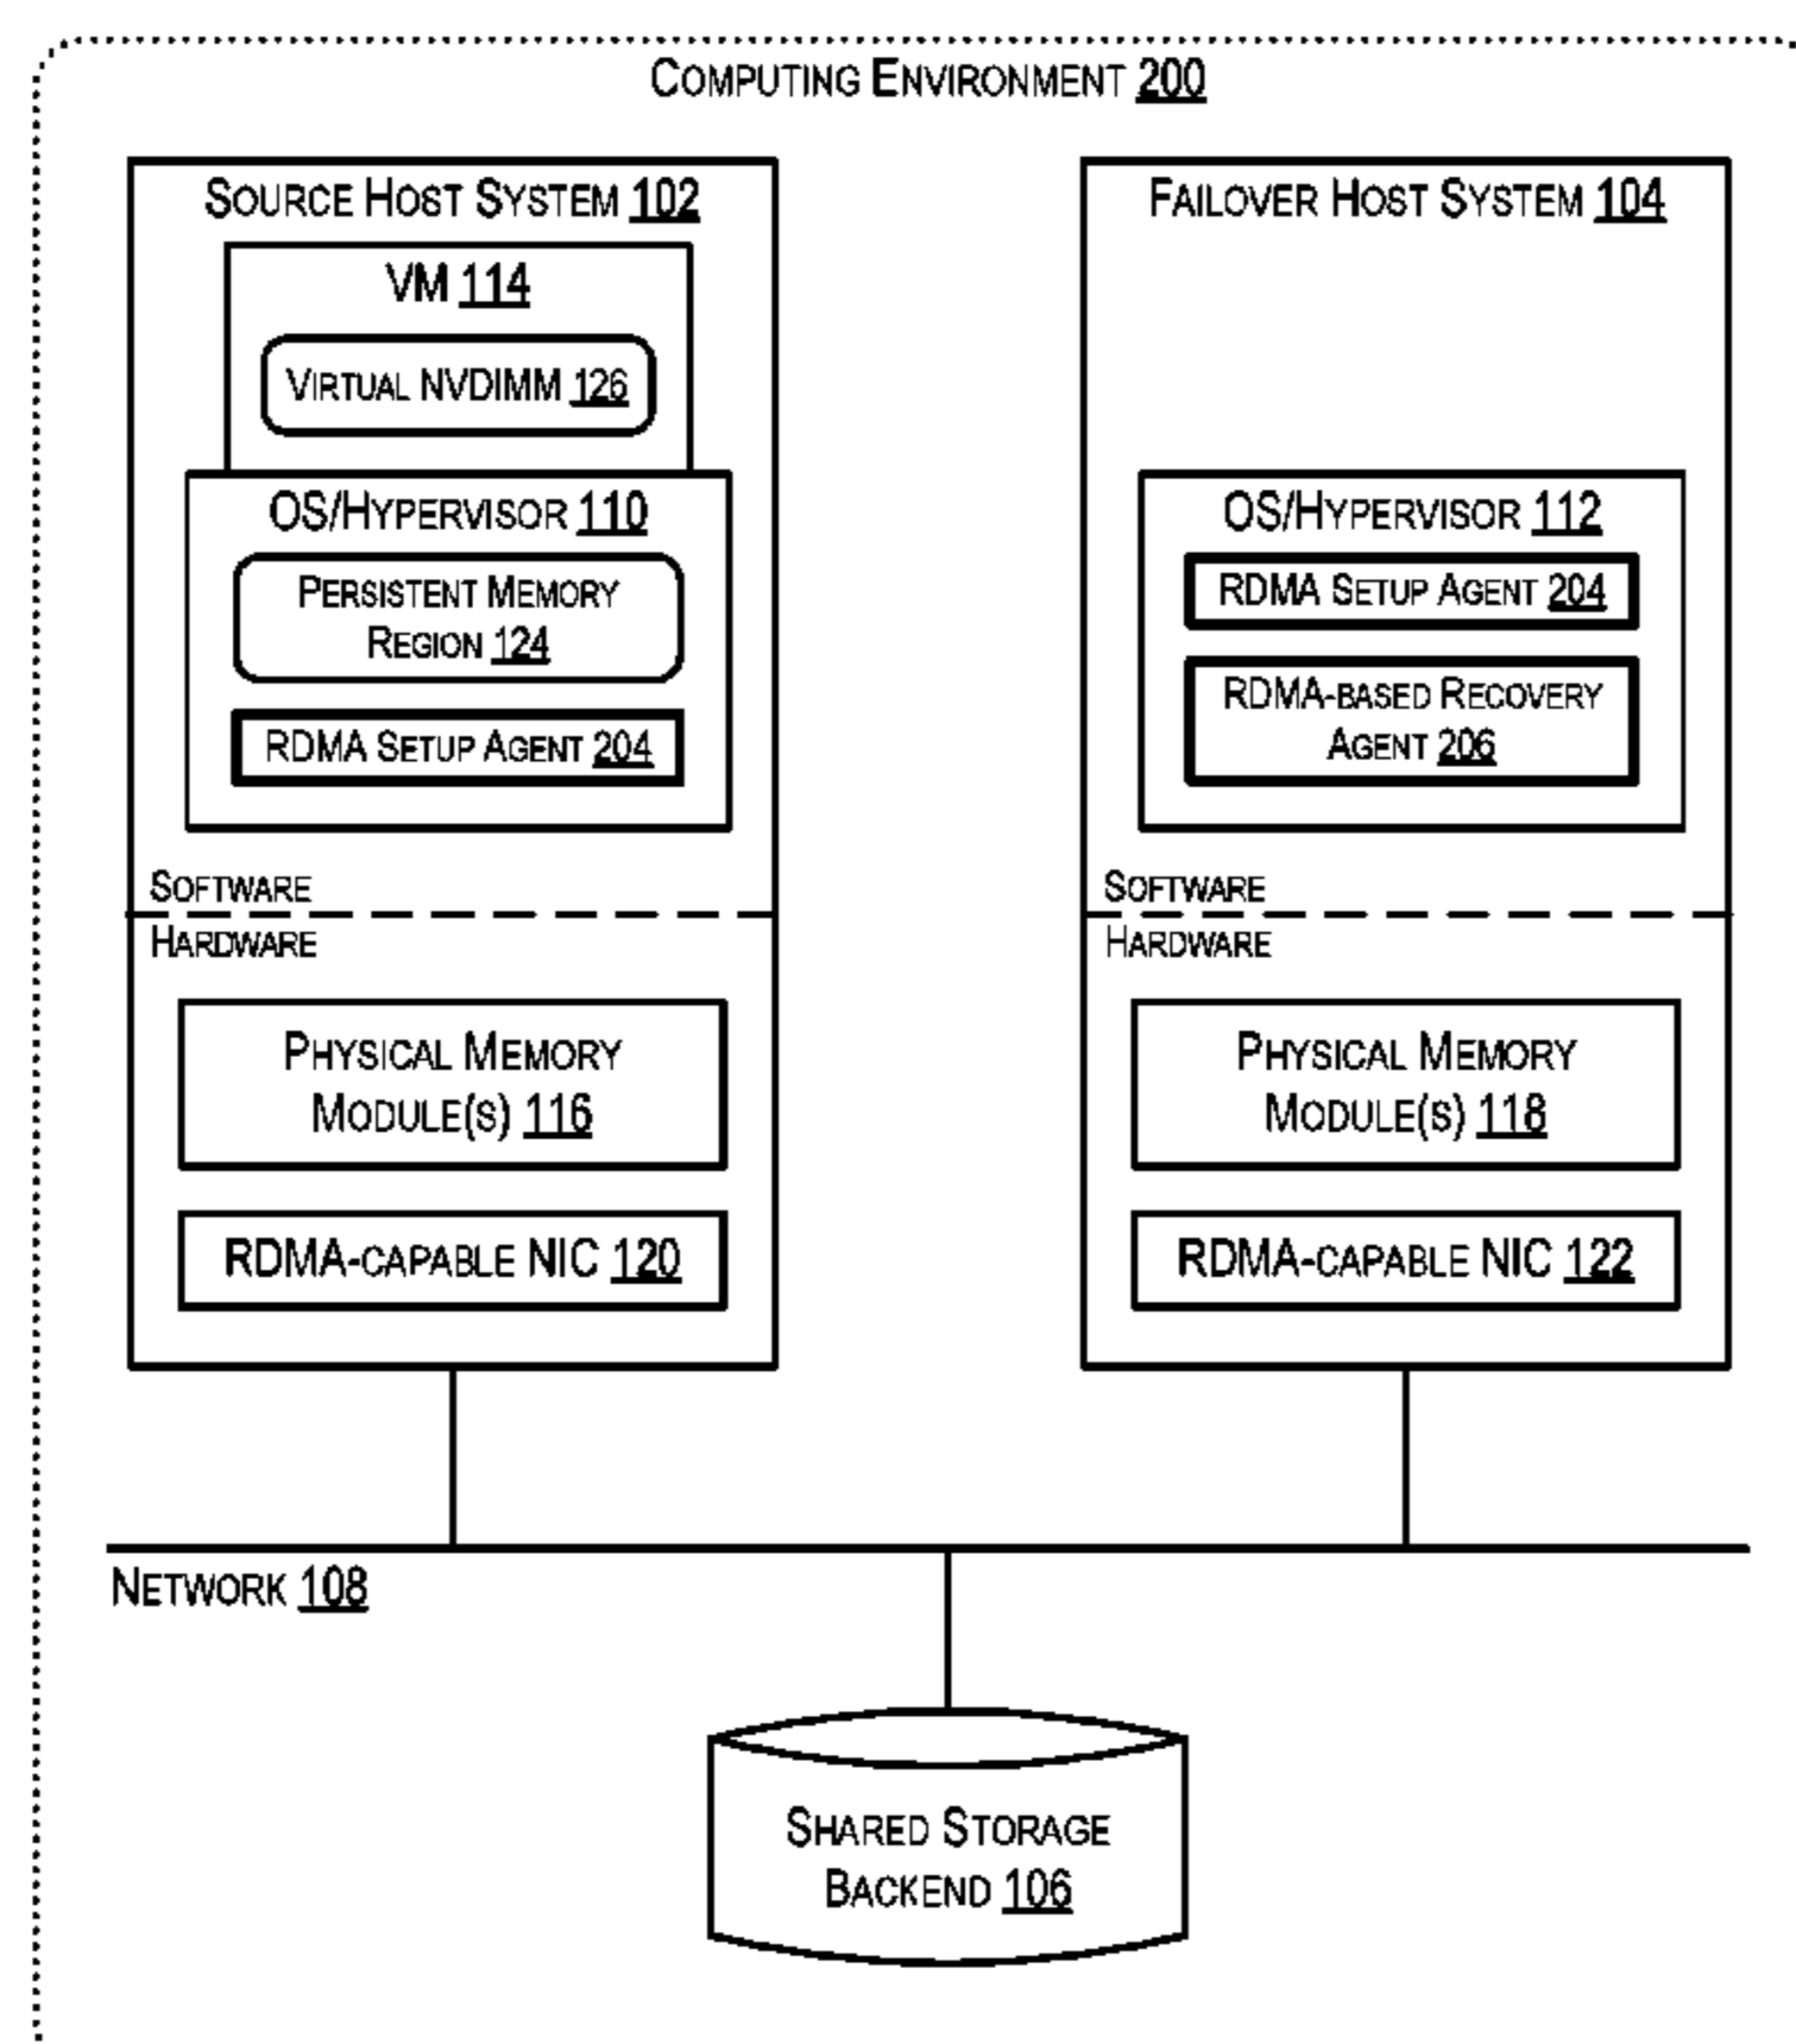 COMPUTING ENVIRONMENT 200
SOURCE HOST SYSTEM 102
VM 114
VIRTUAL NVDIMM 126
OS/HYPERVISOR 110
PERSISTENT MEMORY
REGION 124
RDMA SETUP AGENT 204
SOFTWARE
HARDWARE
PHYSICAL MEMORY
MODULE(S) 116
RDMA-CAPABLE NIC 120
FAILOVER HOST SYSTEM 104
OS/HYPERVISOR 112
RDMA SETUP AGENT 204
RDMA-BASED RECOVERY
AGENT 206
SOFTWARE
HARDWARE
PHYSICAL MEMORY
MODULE(S) 118
RDMA-CAPABLE NIC 122
NETWORK 108
SHARED STORAGE
BACKEND 106